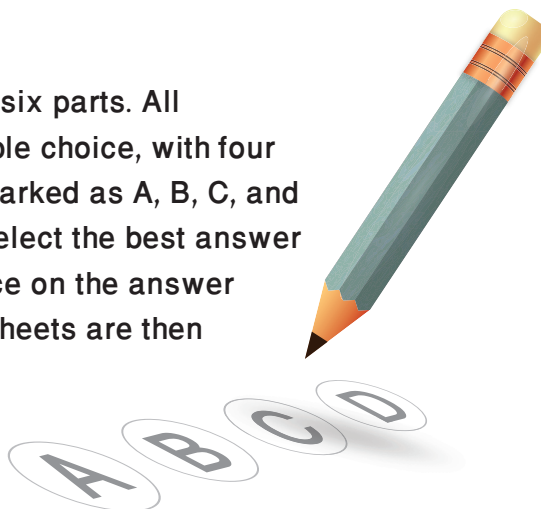 six parts. All
ple choice, with four
arked as A, B, C, and
elect the best answer
ce on the answer
heets are then
A B C D